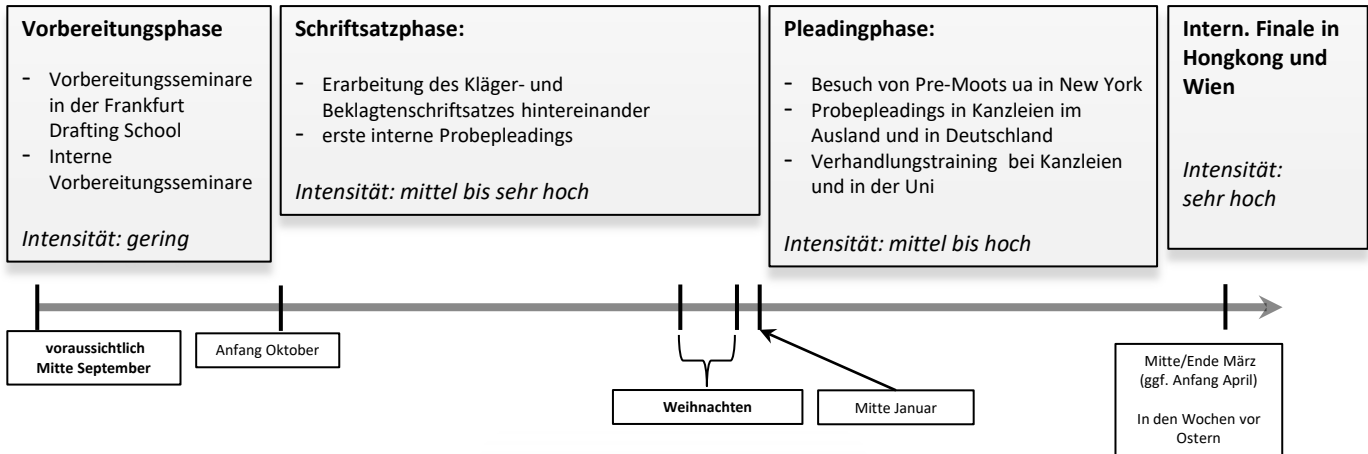 Vorbereitungsphase
- Vorbereitungsseminare
in der Frankfurt
Drafting School
- Interne
Vorbereitungsseminare
Intensität: gering
Schriftsatzphase:
- Erarbeitung des Kläger- und
Beklagtenschriftsatzes hintereinander
- erste interne Probepleadings
Intensität: mittel bis sehr hoch
Pleadingphase:
- Besuch von Pre-Moots ua in New York
- Probepleadings in Kanzleien im
Ausland und in Deutschland
- Verhandlungstraining bei Kanzleien
und in der Uni
Intensität: mittel bis hoch
Intern. Finale in
Hongkong und
Wien
Intensität:
sehr hoch
voraussichtlich
Mitte September
Anfang Oktober
Weihnachten
Mitte Januar
Mitte/Ende März
(ggf. Anfang April)
In den Wochen vor
Ostern